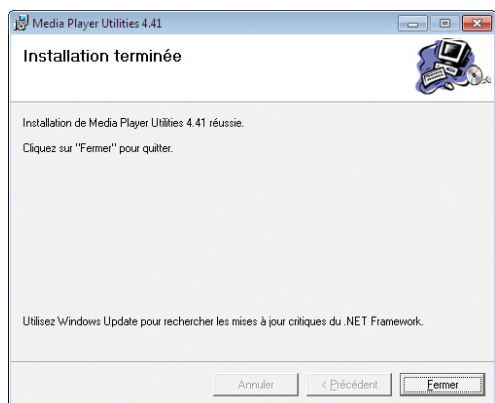 Media Player Utilities 4.41
Installation terminée
Installation de Media Player Utilities 4.41 réussie.
Cliquez sur "Fermer" pour quitter.
Utilisez Windows Update pour rechercher les mises à jour critiques du .NET Framework.
Annuler
< Précédent
Fermer